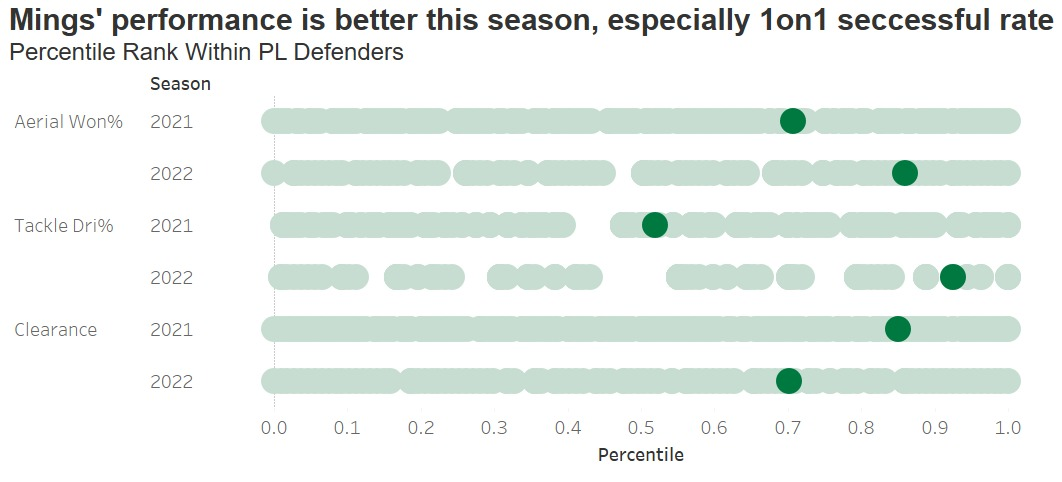 Mings' performance is better this season, especially 1on1 seccessful rate
Percentile Rank Within PL Defenders
Season
Aerial Won% 2021
2022
Tackle Dri% 2021
2022
Clearance 2021
2022
0.0 0.1 0.2 0.3 0.4 0.5 0.6 0.7 0.8 0.9 1.0
Percentile